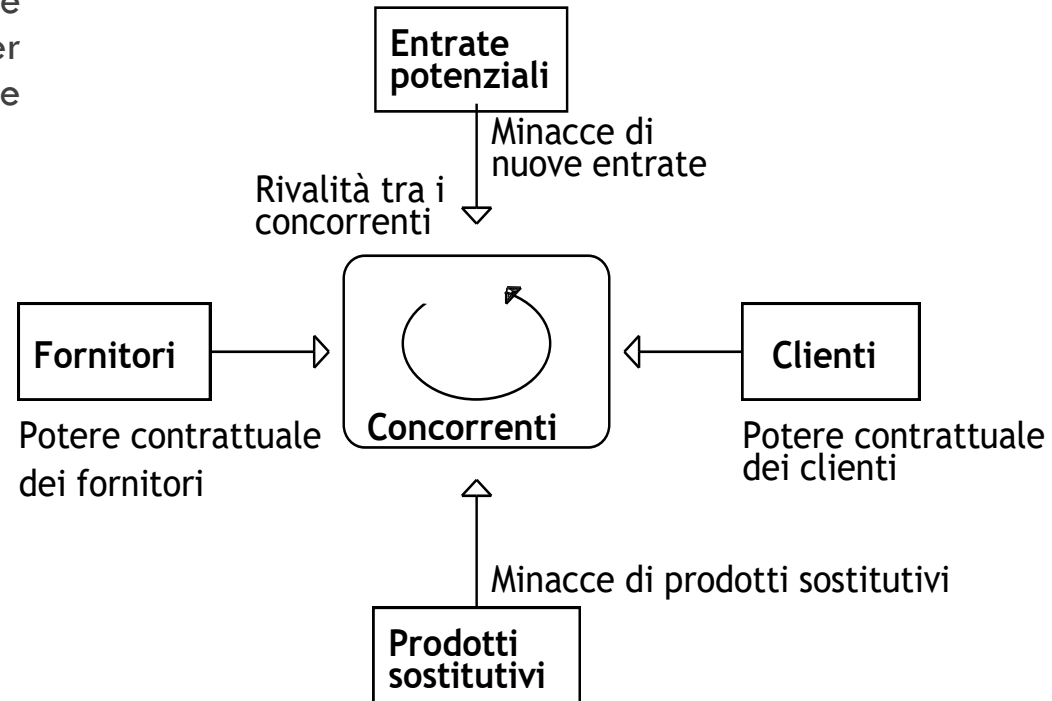 e
er
e
Entrate
potenziali
Minacce di
nuove entrate
Rivalità tra i
concorrenti
Fornitori
Concorrenti
Clienti
Potere contrattuale
dei fornitori
Potere contrattuale
dei clienti
Minacce di prodotti sostitutivi
Prodotti
sostitutivi